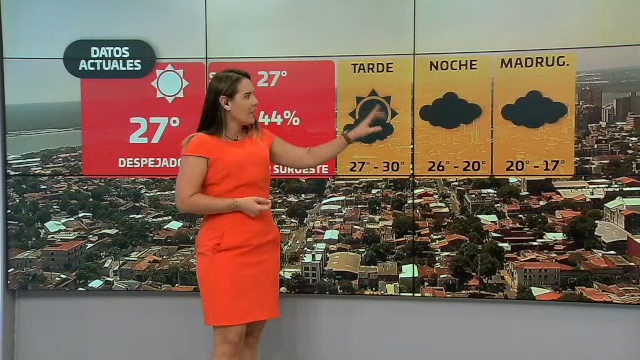 DATOS
ACTUALES
27°
DESPEJADO
27°
44%
SUROESTE
TARDE
27° - 30°
NOCHE
26° - 20°
MADRUG.
20° - 17°